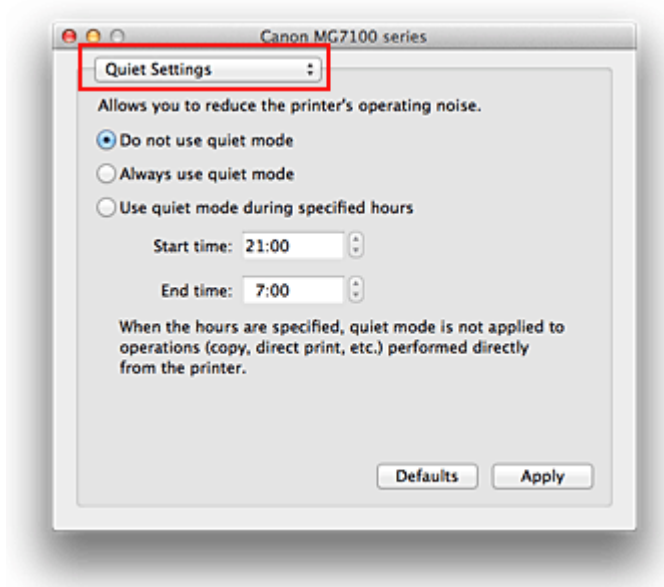 Canon MG7100 series
Quiet Settings
Allows you to reduce the printer's operating noise.
Do not use quiet mode
Always use quiet mode
Use quiet mode during specified hours
Start time: 21:00
End time: 7:00
When the hours are specified, quiet mode is not applied to
operations (copy, direct print, etc.) performed directly
from the printer.
Defaults Apply